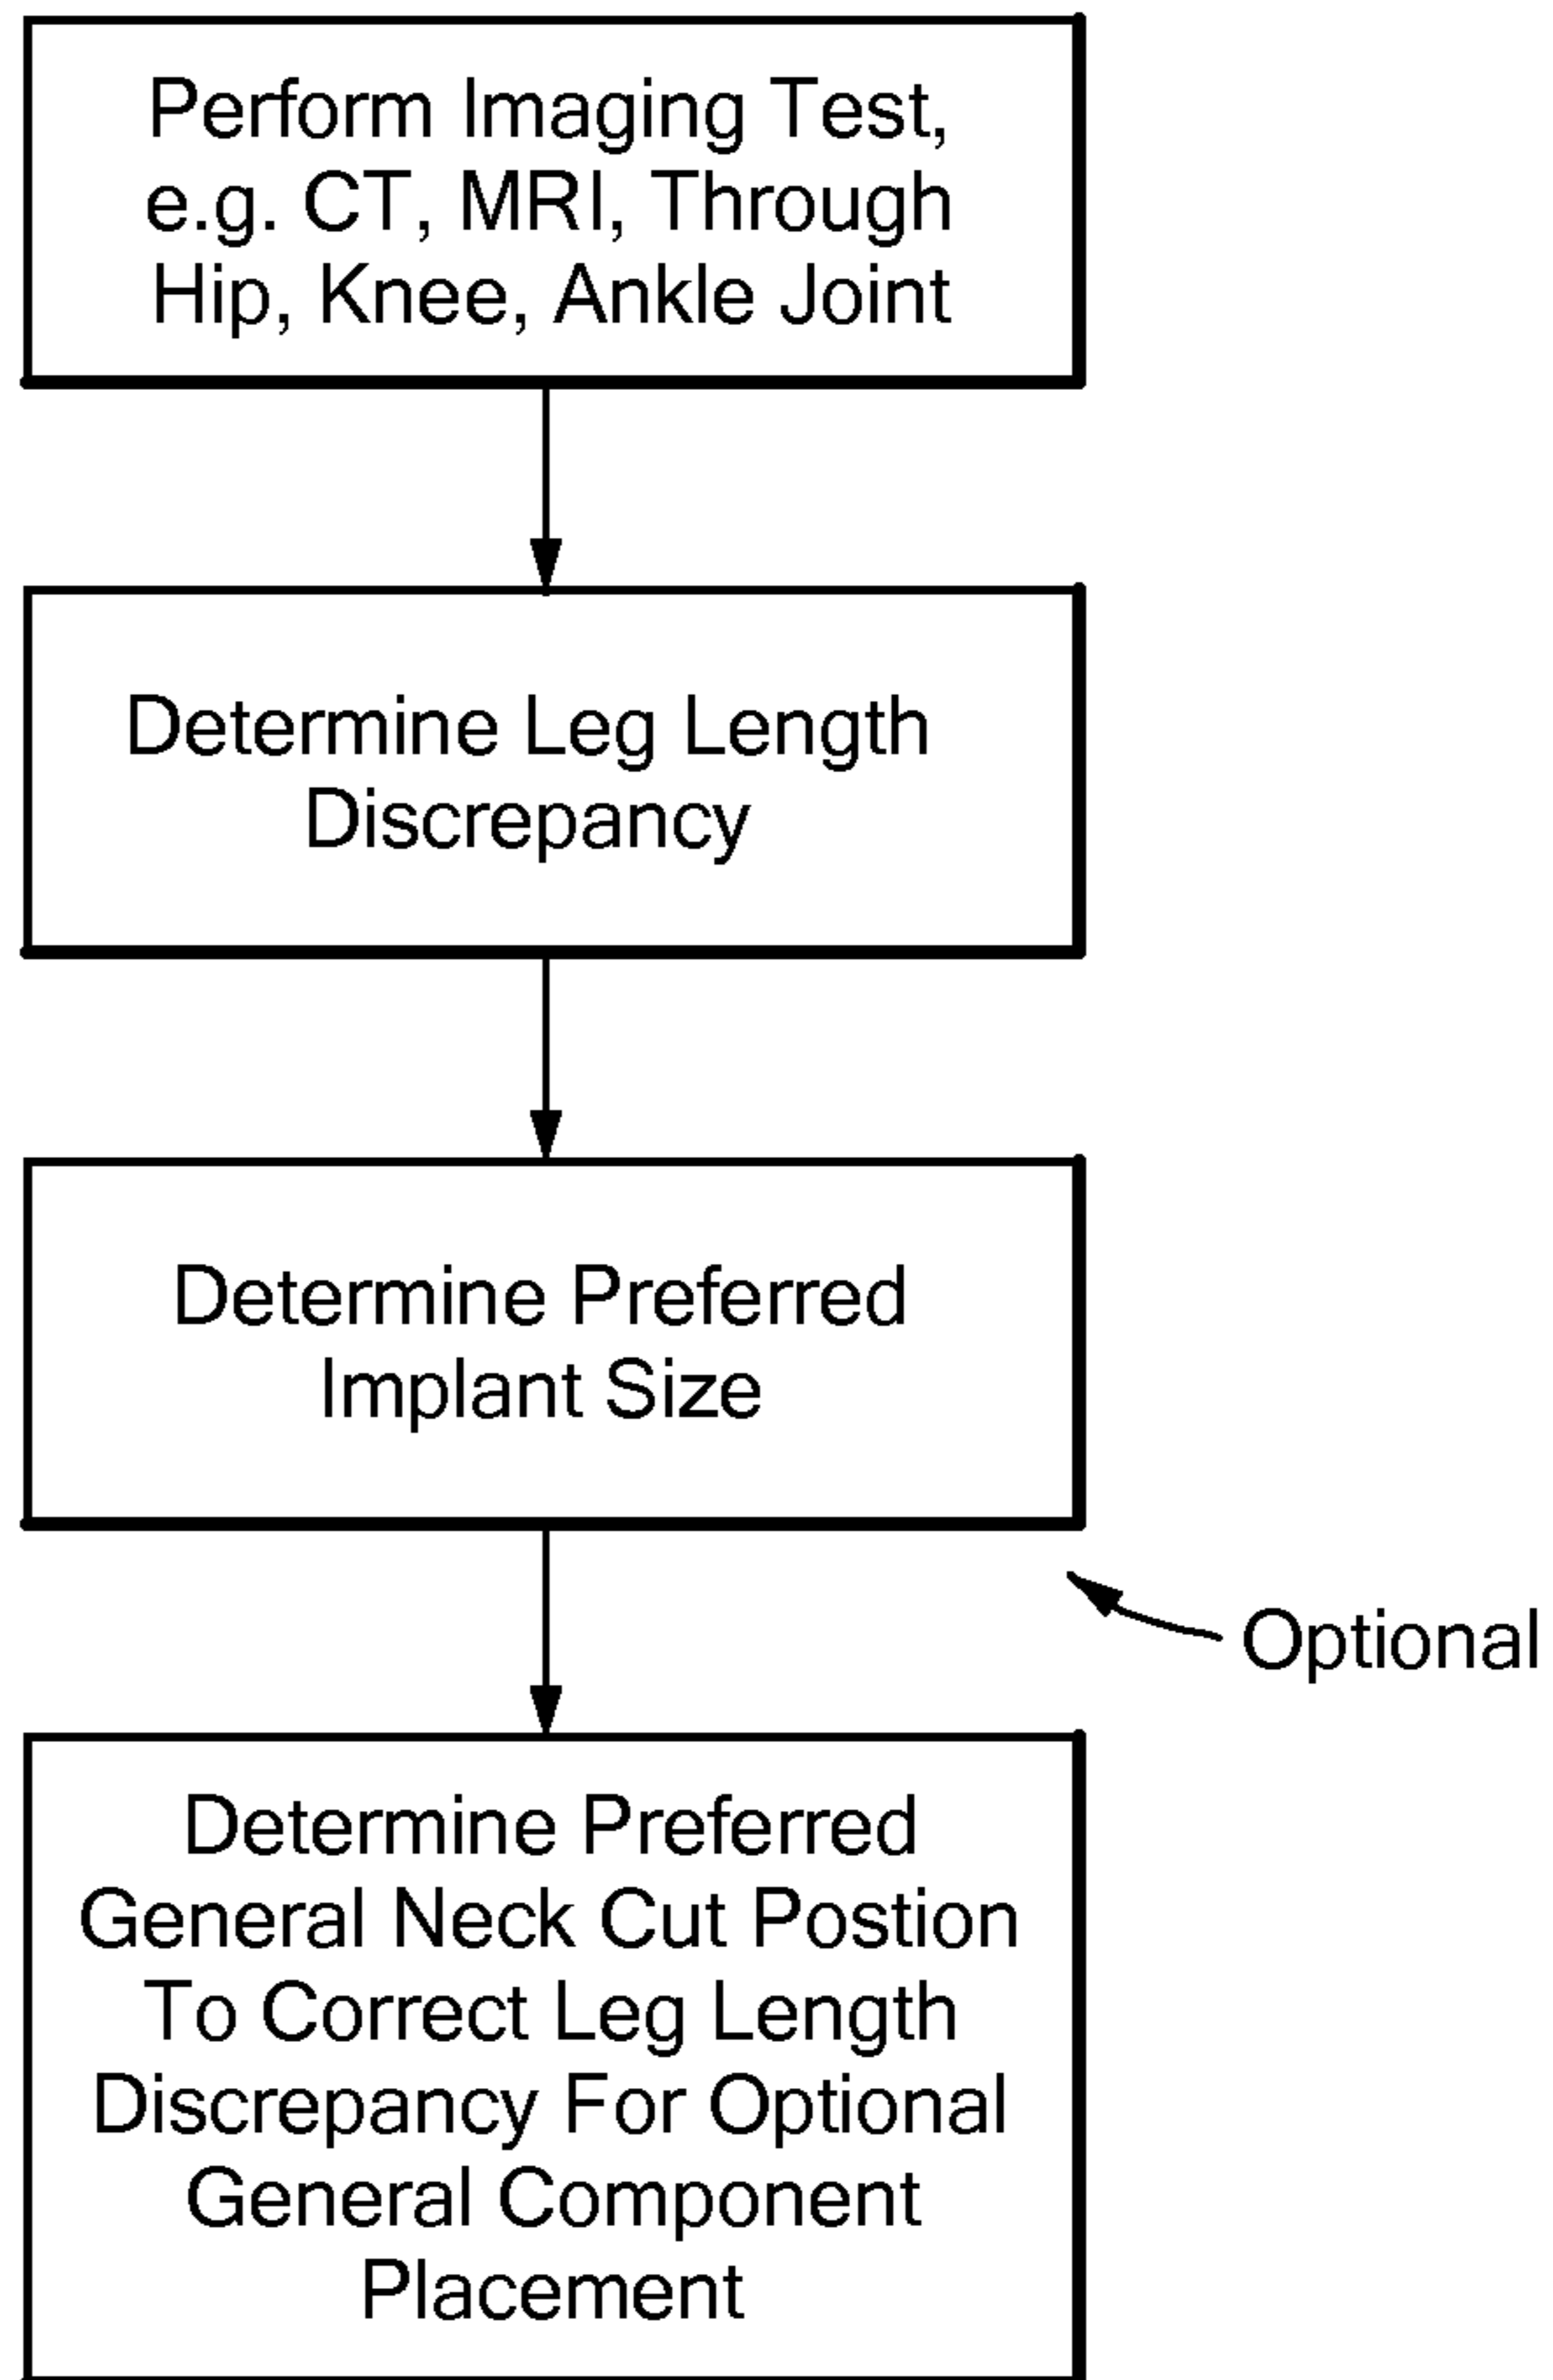 Perform Imaging Test,
e.g. CT, MRI, Through
Hip, Knee, Ankle Joint
Determine Leg Length
Discrepancy
Determine Preferred
Implant Size
Optional
Determine Preferred
General Neck Cut Postion
To Correct Leg Length
Discrepancy For Optional
General Component
Placement